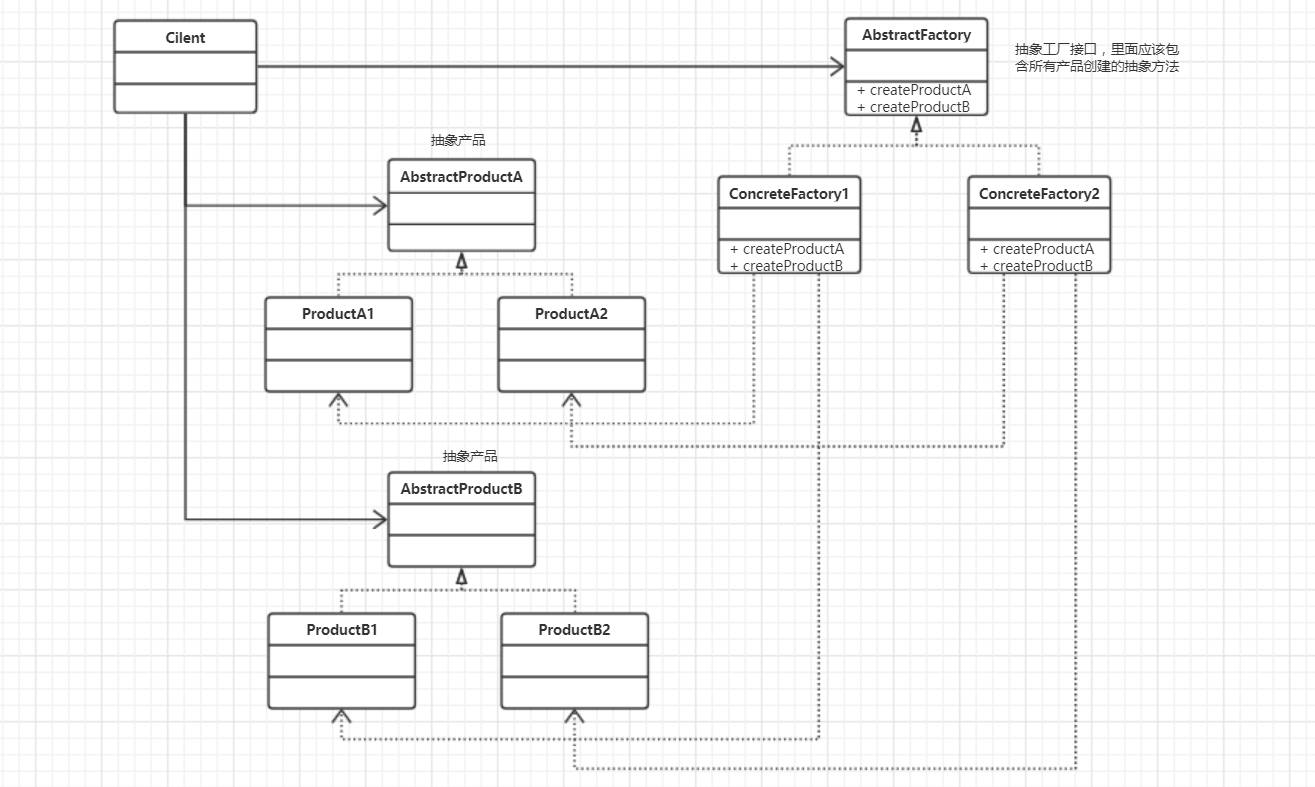 Cilent
AbstractFactory
+ createProductA
+ createProductB
抽象工厂接口，里面应该包
含所有产品创建的抽象方法
抽象产品
AbstractProductA
ConcreteFactory1
+ createProductA
+ createProductB
ConcreteFactory2
+ createProductA
+ createProductB
ProductA1
ProductA2
抽象产品
AbstractProductB
ProductB1
ProductB2